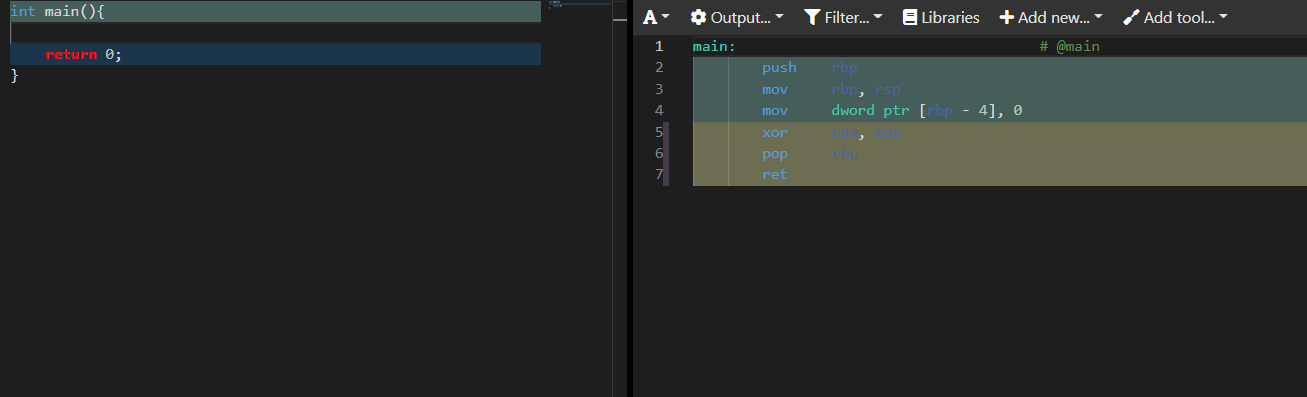 int main(){
return 0;
}
A Output... Filter... Libraries Add new... Add tool...
1 main: # @main
2 push rbp
3 mov rbp, rsp
4 mov dword ptr [rbp - 4], 0
5 xor eax, eax
6 pop rbp
7 ret